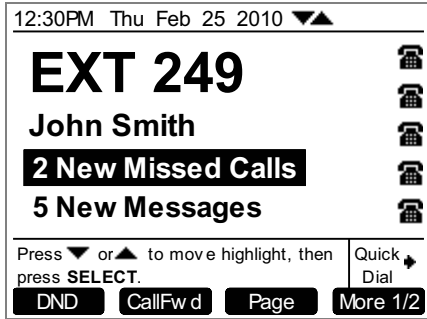 12:30PM Thu Feb 25 2010
EXT 249
John Smith
2 New Missed Calls
5 New Messages
Press ▼ or ▲ to move highlight, then
press SELECT.
Quick
Dial
DND CallFwd Page More 1/2